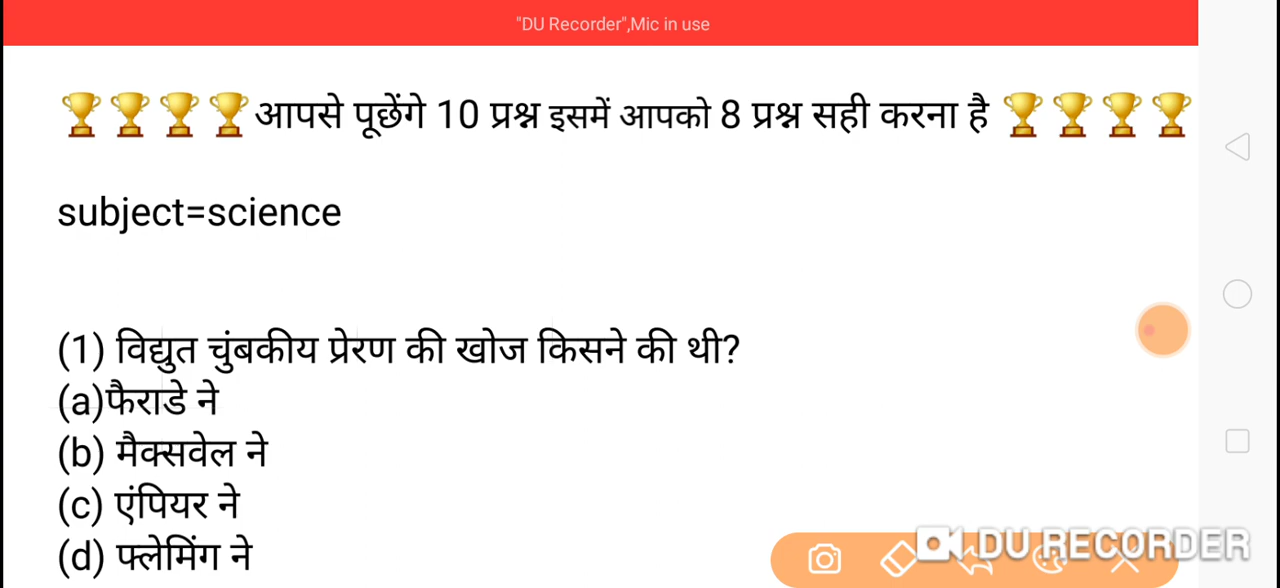 "DU Recorder",Mic in use
🏆🏆🏆🏆आपसे पूछेंगे 10 प्रश्न इसमें आपको 8 प्रश्न सही करना है 🏆🏆🏆🏆
subject=science
(1) विद्युत चुंबकीय प्रेरण की खोज किसने की थी?
(a)फैराडे ने
(b) मैक्सवेल ने
(c) एंपियर ने
(d) फ्लेमिंग ने
DU RECORDER